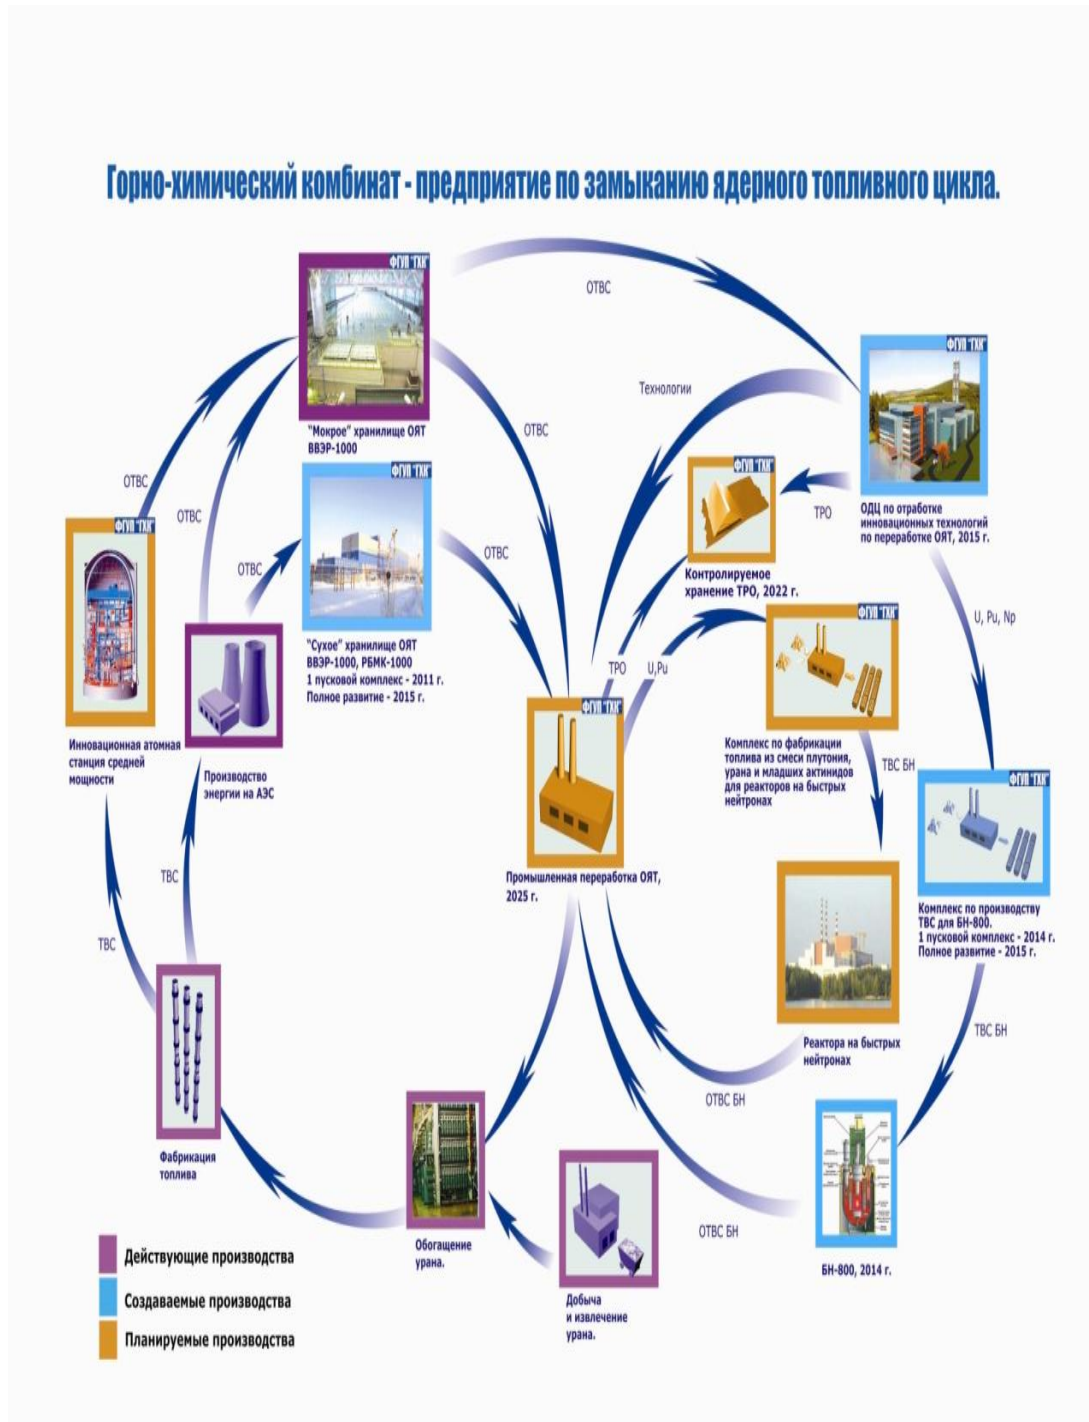 Горно-химический комбинат - предприятие по замыканию ядерного топливного цикла.
ФГУП "ГХК"
ОТВС
"Мокрое" хранилище ОЯТ
ВВЭР-1000
ОТВС
ФГУП "ГХК"
Технологии
ОДЦ по отработке
инновационных технологий
по переработке ОЯТ, 2015 г.
ОТВС
ОТВС
ОТВС
ФГУП "ГХК"
"Сухое" хранилище ОЯТ
ВВЭР-1000, РБМК-1000
1 пусковой комплекс - 2011 г.
Полное развитие - 2015 г.
ОТВС
ФГУП "ГХК"
ТРО
Контролируемое
хранение ТРО, 2022 г.
ФГУП "ГХК"
Инновационная атомная
станция средней
мощности
Производство
энергии на АЭС
ТРО
U,Pu
U, Pu, Np
ФГУП "ГХК"
Комплекс по фабрикации
топлива из смеси плутония,
урана и младших актинидов
для реакторов на быстрых
нейтронах
ТВС БН
ФГУП "ГХК"
Промышленная переработка ОЯТ,
2025 г.
ФГУП "ГХК"
Комплекс по производству
ТВС для БН-800.
1 пусковой комплекс - 2014 г.
Полное развитие - 2015 г.
ТВС
ТВС
Реактора на быстрых
нейтронах
ТВС БН
ОТВС БН
ОТВС БН
БН-800, 2014 г.
Фабрикация
топлива
Обогащение
урана.
Добыча
и извлечение
урана.
Действующие производства
Создаваемые производства
Планируемые производства